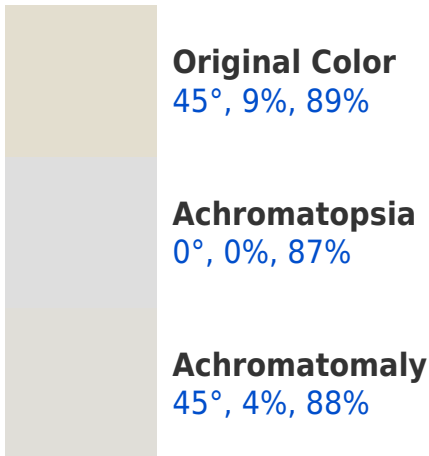 Original Color
45°, 9%, 89%
Achromatopsia
0°, 0%, 87%
Achromatomaly
45°, 4%, 88%